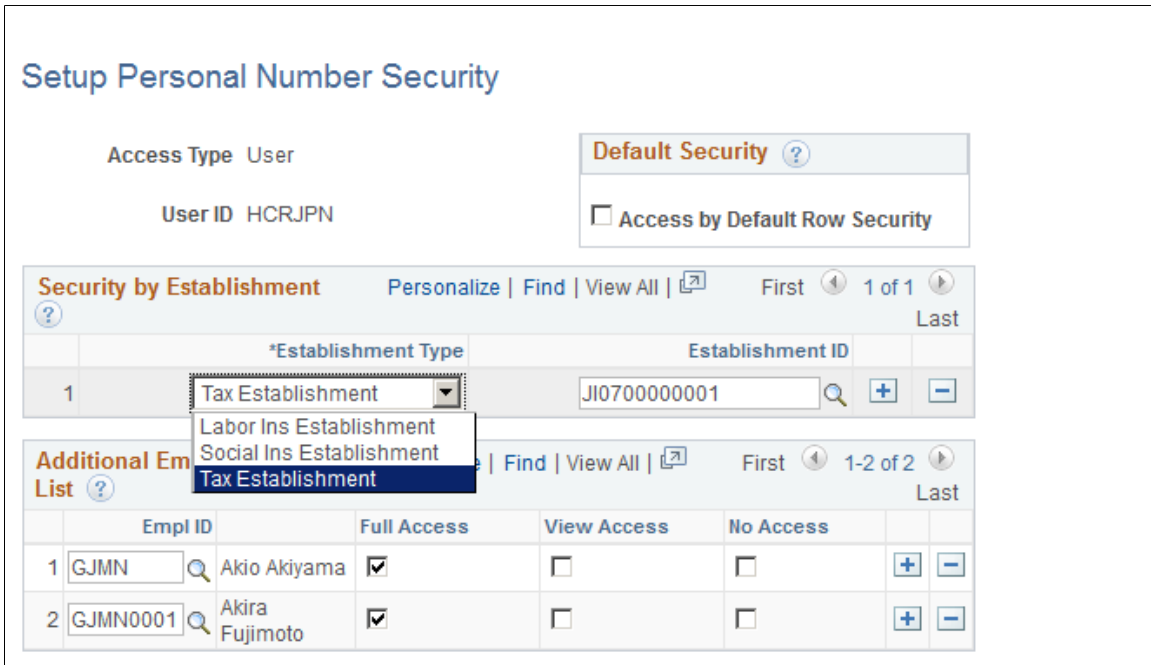 Setup Personal Number Security
Access Type User
Default Security ?
User ID HCRJPN
Access by Default Row Security
Security by Establishment ?
Personalize | Find | View All | First 1 of 1 Last
*Establishment Type Establishment ID
1 Tax Establishment JI0700000001 + −
Labor Ins Establishment
Social Ins Establishment
Tax Establishment
Additional Em
List ?
e | Find | View All | First 1-2 of 2 Last
Empl ID Full Access View Access No Access
1 GJMN Akio Akiyama + −
2 GJMN0001 Akira
Fujimoto + −